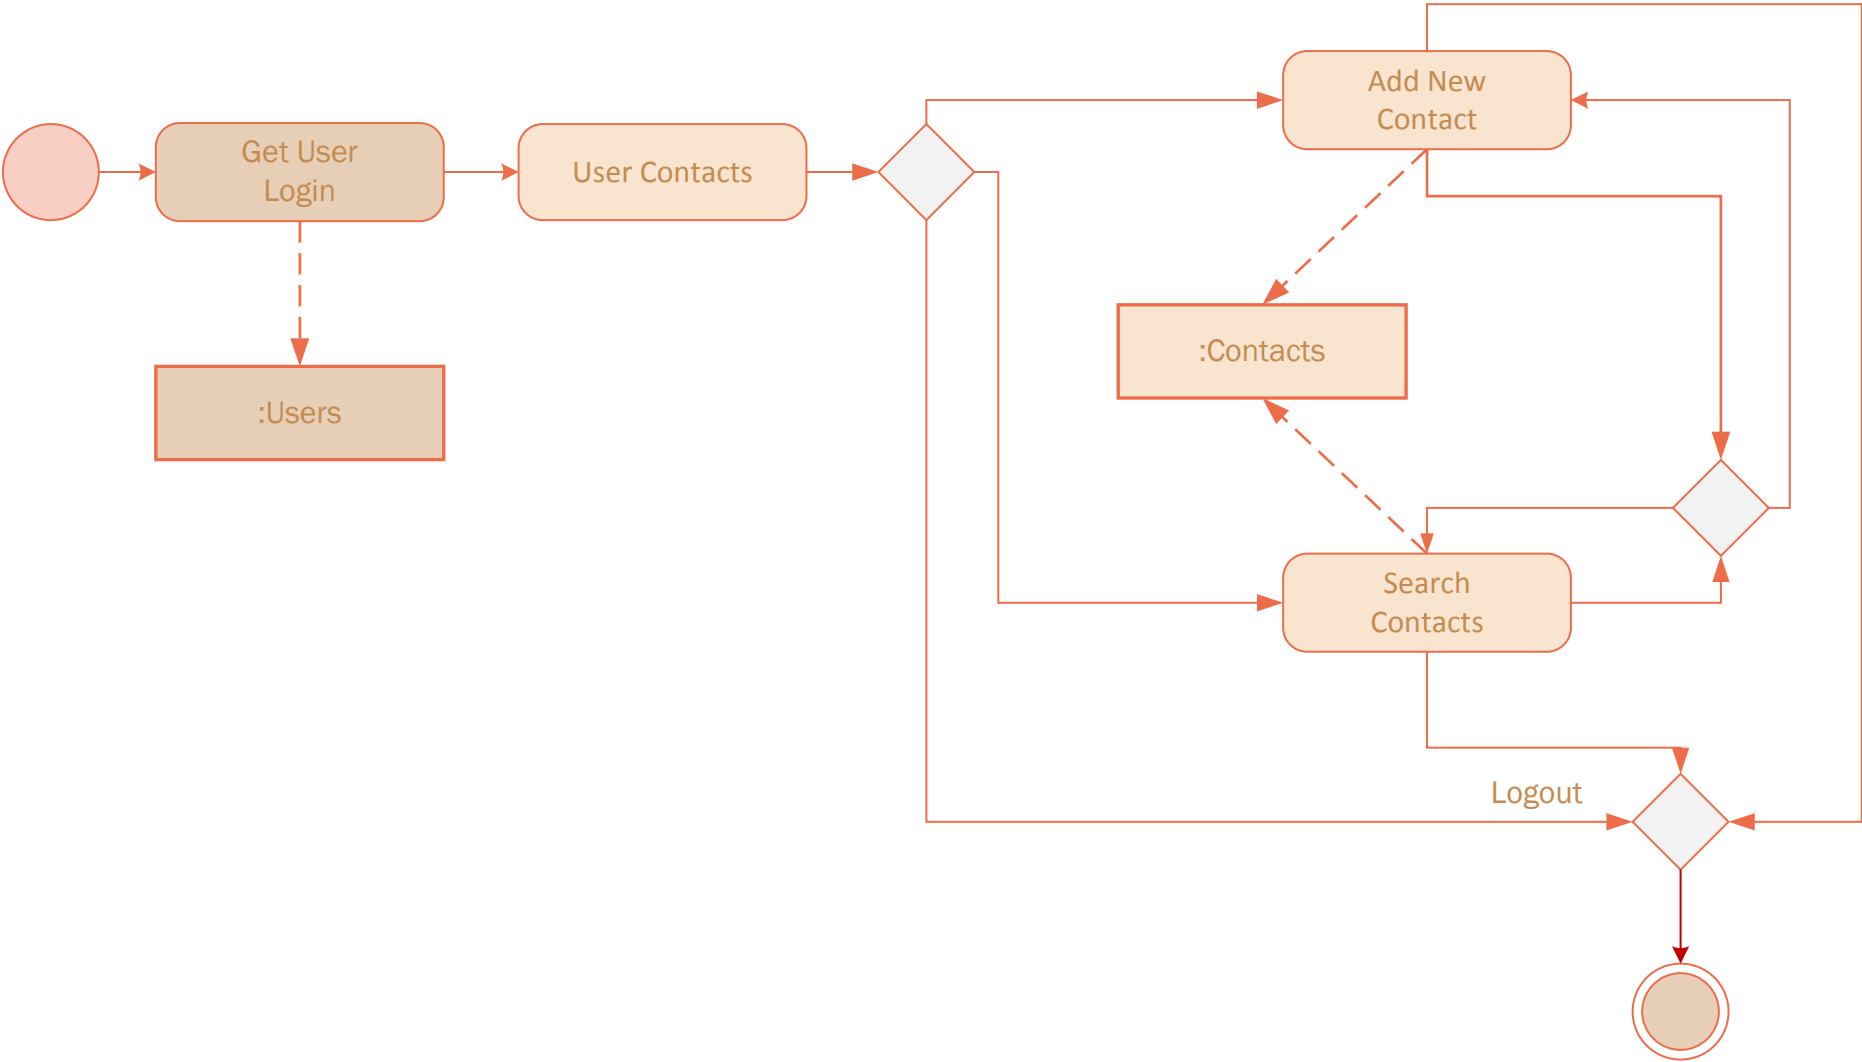 Get User
Login
User Contacts
Add New
Contact
:Contacts
:Users
Search
Contacts
Logout